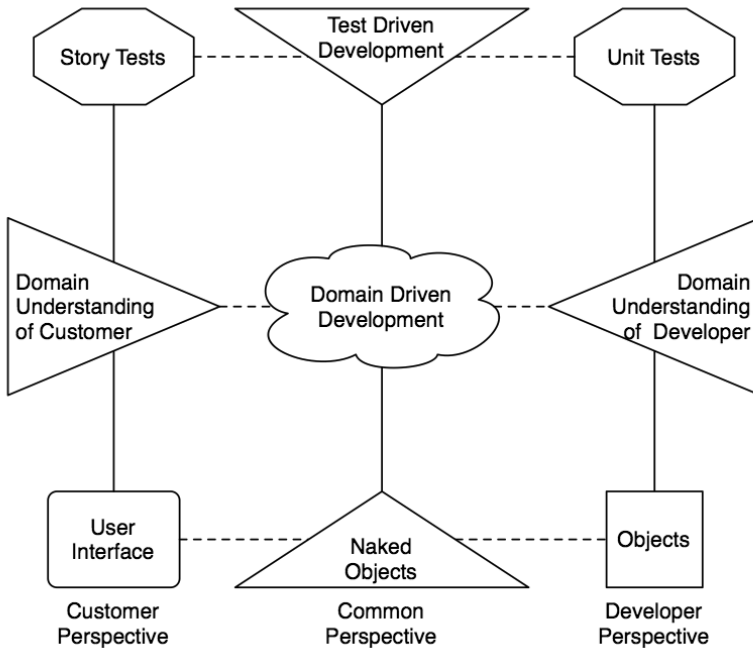 Story Tests
Test Driven
Development
Unit Tests
Domain
Understanding
of Customer
Domain Driven
Development
Domain
Understanding
of Developer
User
Interface
Naked
Objects
Objects
Customer
Perspective
Common
Perspective
Developer
Perspective